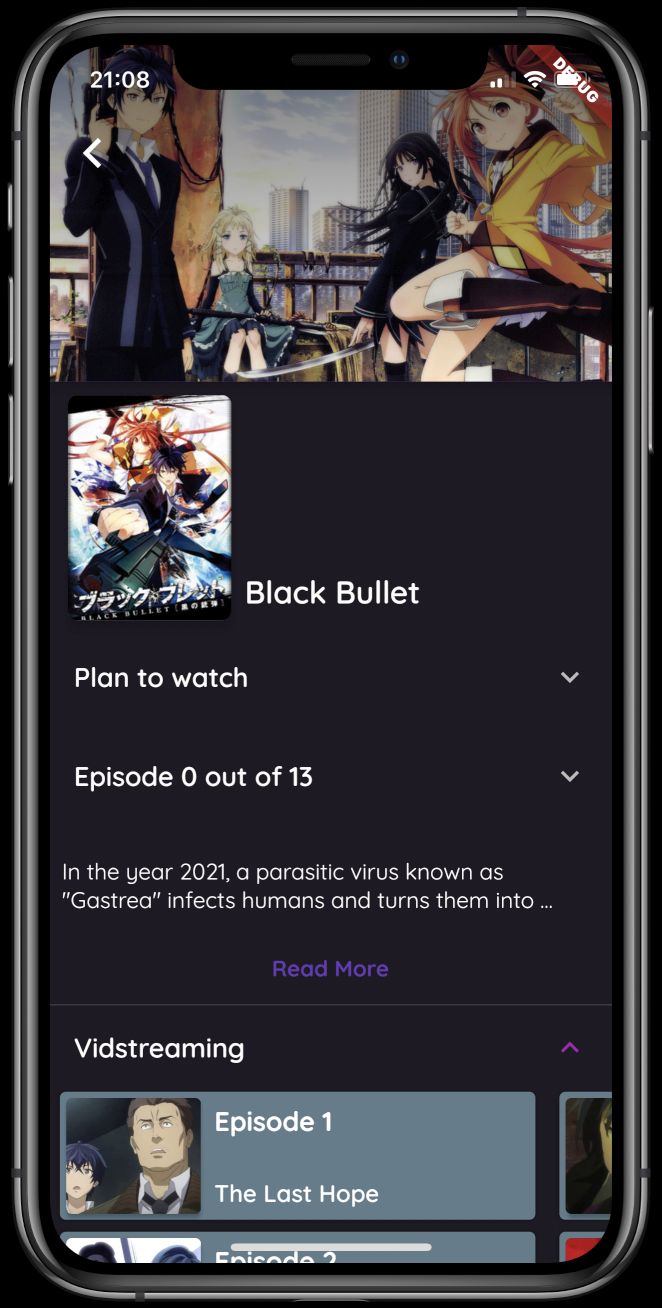 21:08
DEBUG
ブラック・ブレット
BLACK BULLET [黒の銃弾]
Black Bullet
Plan to watch
Episode 0 out of 13
In the year 2021, a parasitic virus known as
"Gastrea" infects humans and turns them into ...
Read More
Vidstreaming
Episode 1
The Last Hope
Episode 2